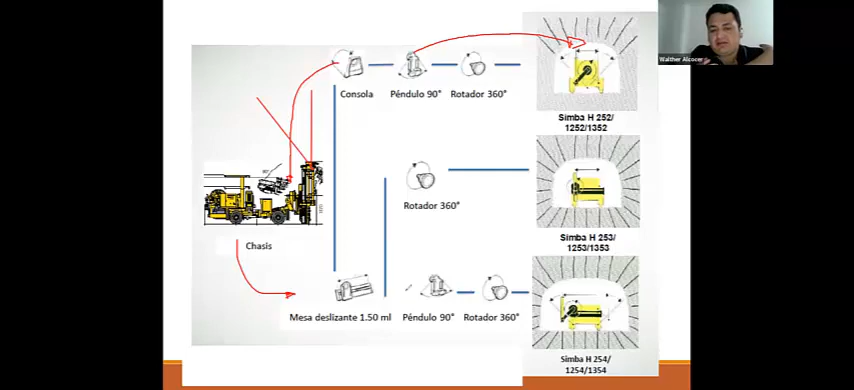 Walther Alcocer
Consola
Péndulo 90°
Rotador 360°
Simba H 252/
1252/1352
Rotador 360°
Simba H 253/
1253/1353
Chasis
Mesa deslizante 1.50 ml
Péndulo 90°
Rotador 360°
Simba H 254/
1254/1354